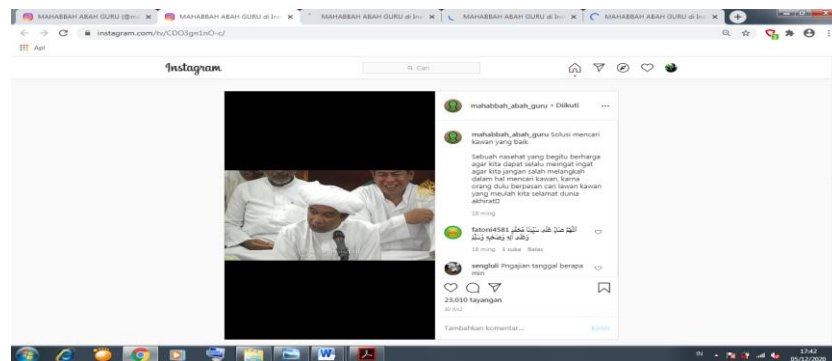 MAHABBAH ABAH GURU (@m
MAHABBAH ABAH GURU di Ins
MAHABBAH ABAH GURU di Ins
MAHABBAH ABAH GURU di Ins
MAHABBAH ABAH GURU di Ins
instagram.com/tv/CDO3gn1nO-c/
Apl
Instagram
Cari
mahabbah_abah_guru • Diikuti
mahabbah_abah_guru Solusi mencari
kawan yang baik
Sebuah nasehat yang begitu berharga
agar kita dapat selalu meingat ingat
agar kita jangan salah melangkah
dalam hal mencari kawan, karna
orang dulu berpesan cari lawan kawan
yang meulah kita selamat dunia
akhirat
18 ming
fatoni4581 اَللّٰهُمَّ صَلِّ عَلٰى سَيِّدِنَا مُحَمَّدٍ
وَعَلٰى اٰلِهِ وَصَحْبِهِ وَسَلِّمْ
18 ming 1 suka Balas
sengluli Pngajian tanggal berapa
min
23.010 tayangan
Tambahkan komentar...
Kirim
IN
17:42
05/12/2020